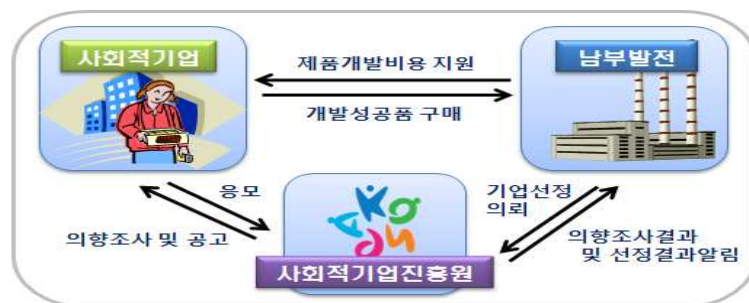 사회적기업
남부발전
제품개발비용 지원
개발성공품 구매
응모
의향조사 및 공고
기업선정
의뢰
의향조사결과
및 선정결과알림
사회적기업진흥원